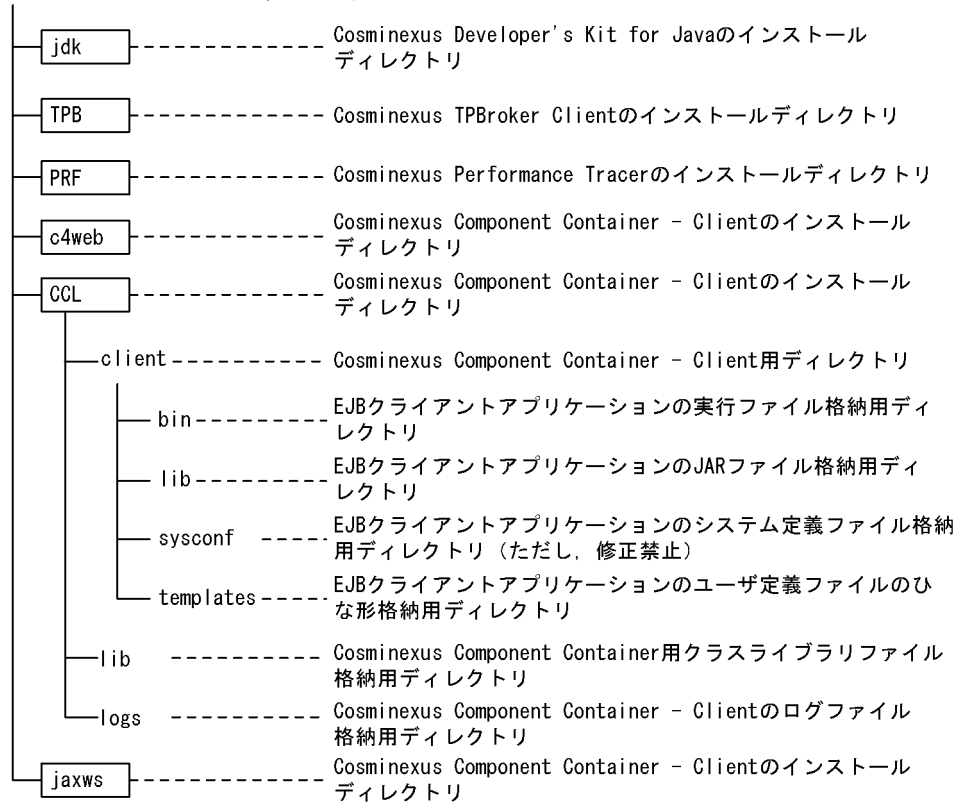 jdk Cosminexus Developer's Kit for Javaのインストール
ディレクトリ
TPB Cosminexus TPBroker Clientのインストールディレクトリ
PRF Cosminexus Performance Tracerのインストールディレクトリ
c4web Cosminexus Component Container − Clientのインストール
ディレクトリ
CCL Cosminexus Component Container − Clientのインストール
ディレクトリ
client Cosminexus Component Container − Client用ディレクトリ
bin EJBクライアントアプリケーションの実行ファイル格納用ディ
レクトリ
lib EJBクライアントアプリケーションのJARファイル格納用ディ
レクトリ
sysconf EJBクライアントアプリケーションのシステム定義ファイル格納
用ディレクトリ（ただし，修正禁止）
templates EJBクライアントアプリケーションのユーザ定義ファイルのひ
な形格納用ディレクトリ
lib Cosminexus Component Container用クラスライブラリファイル
格納用ディレクトリ
logs Cosminexus Component Container − Clientのログファイル
格納用ディレクトリ
jaxws Cosminexus Component Container − Clientのインストール
ディレクトリ